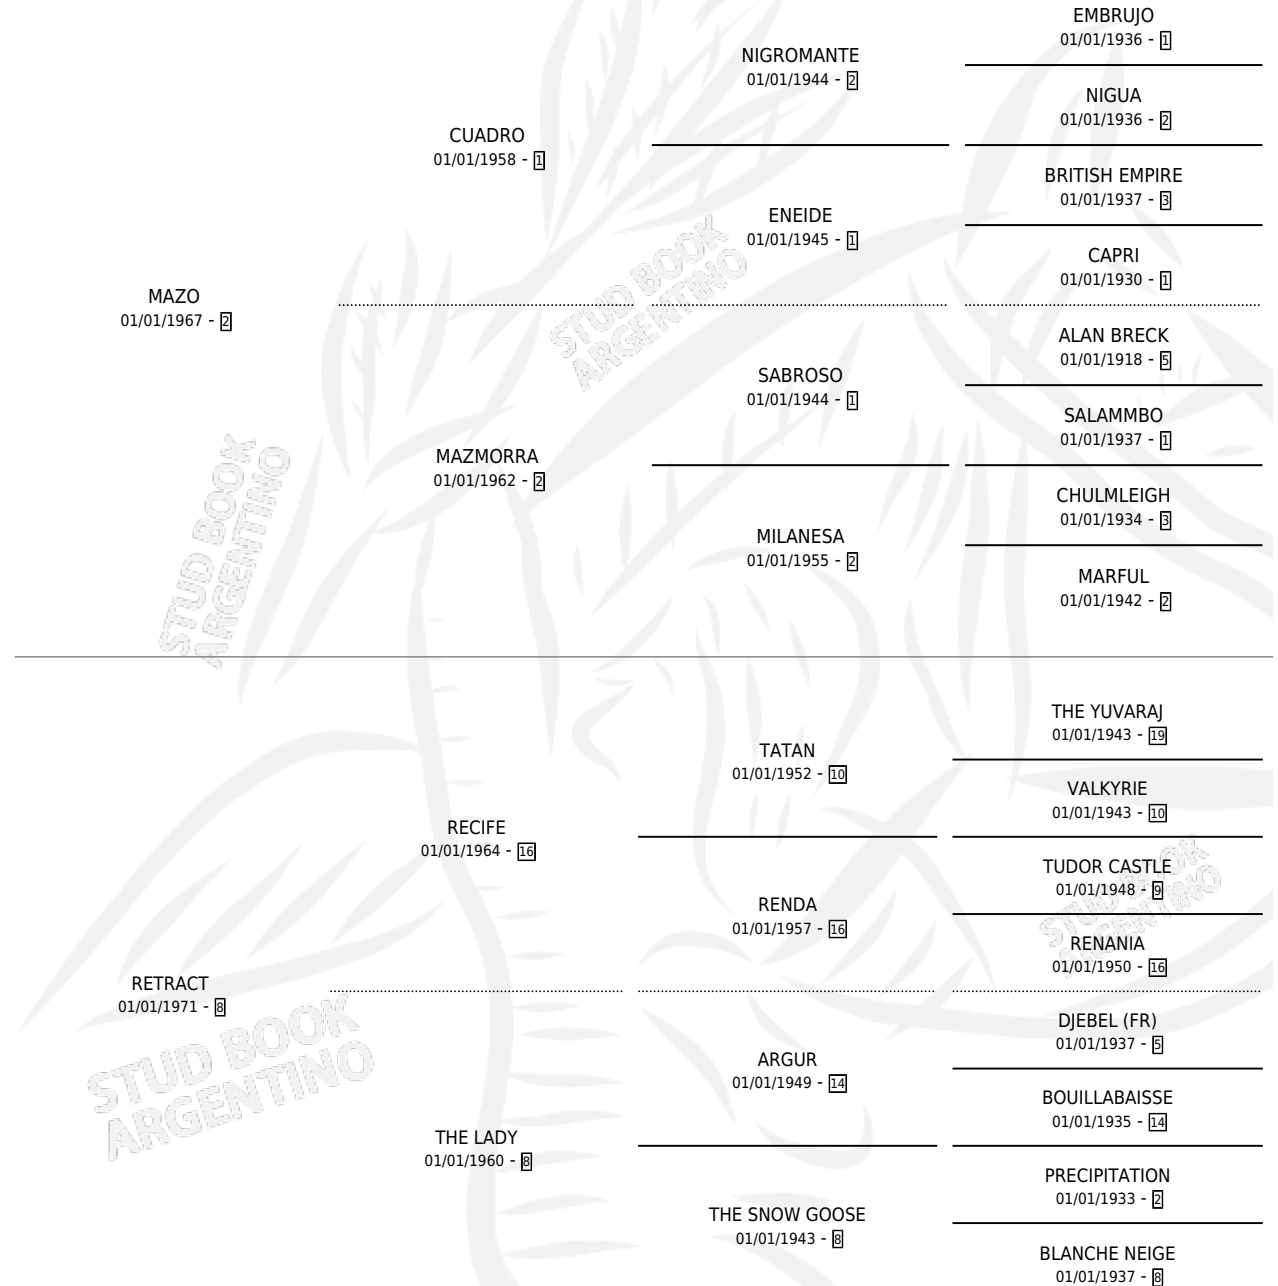 EMBRUJO
01/01/1936 - 1
NIGROMANTE
01/01/1944 - 2
NIGUA
01/01/1936 - 2
CUADRO
01/01/1958 - 1
BRITISH EMPIRE
01/01/1937 - 3
ENEIDE
01/01/1945 - 1
CAPRI
01/01/1930 - 1
MAZO
01/01/1967 - 2
ALAN BRECK
01/01/1918 - 5
SABROSO
01/01/1944 - 1
SALAMMBO
01/01/1937 - 1
MAZMORRA
01/01/1962 - 2
CHULMLEIGH
01/01/1934 - 3
MILANESA
01/01/1955 - 2
MARFUL
01/01/1942 - 2
THE YUVARAJ
01/01/1943 - 19
TATAN
01/01/1952 - 10
VALKYRIE
01/01/1943 - 10
RECIFE
01/01/1964 - 16
TUDOR CASTLE
01/01/1948 - 9
RENDA
01/01/1957 - 16
RENANIA
01/01/1950 - 16
RETRACT
01/01/1971 - 8
DJEBEL (FR)
01/01/1937 - 5
ARGUR
01/01/1949 - 14
BOUILLABAISSE
01/01/1935 - 14
THE LADY
01/01/1960 - 8
PRECIPITATION
01/01/1933 - 2
THE SNOW GOOSE
01/01/1943 - 8
BLANCHE NEIGE
01/01/1937 - 8
STUD BOOK
ARGENTINO
STUD BOOK
ARGENTINO
STUD BOOK
ARGENTINO
STUD BOOK
ARGENTINO